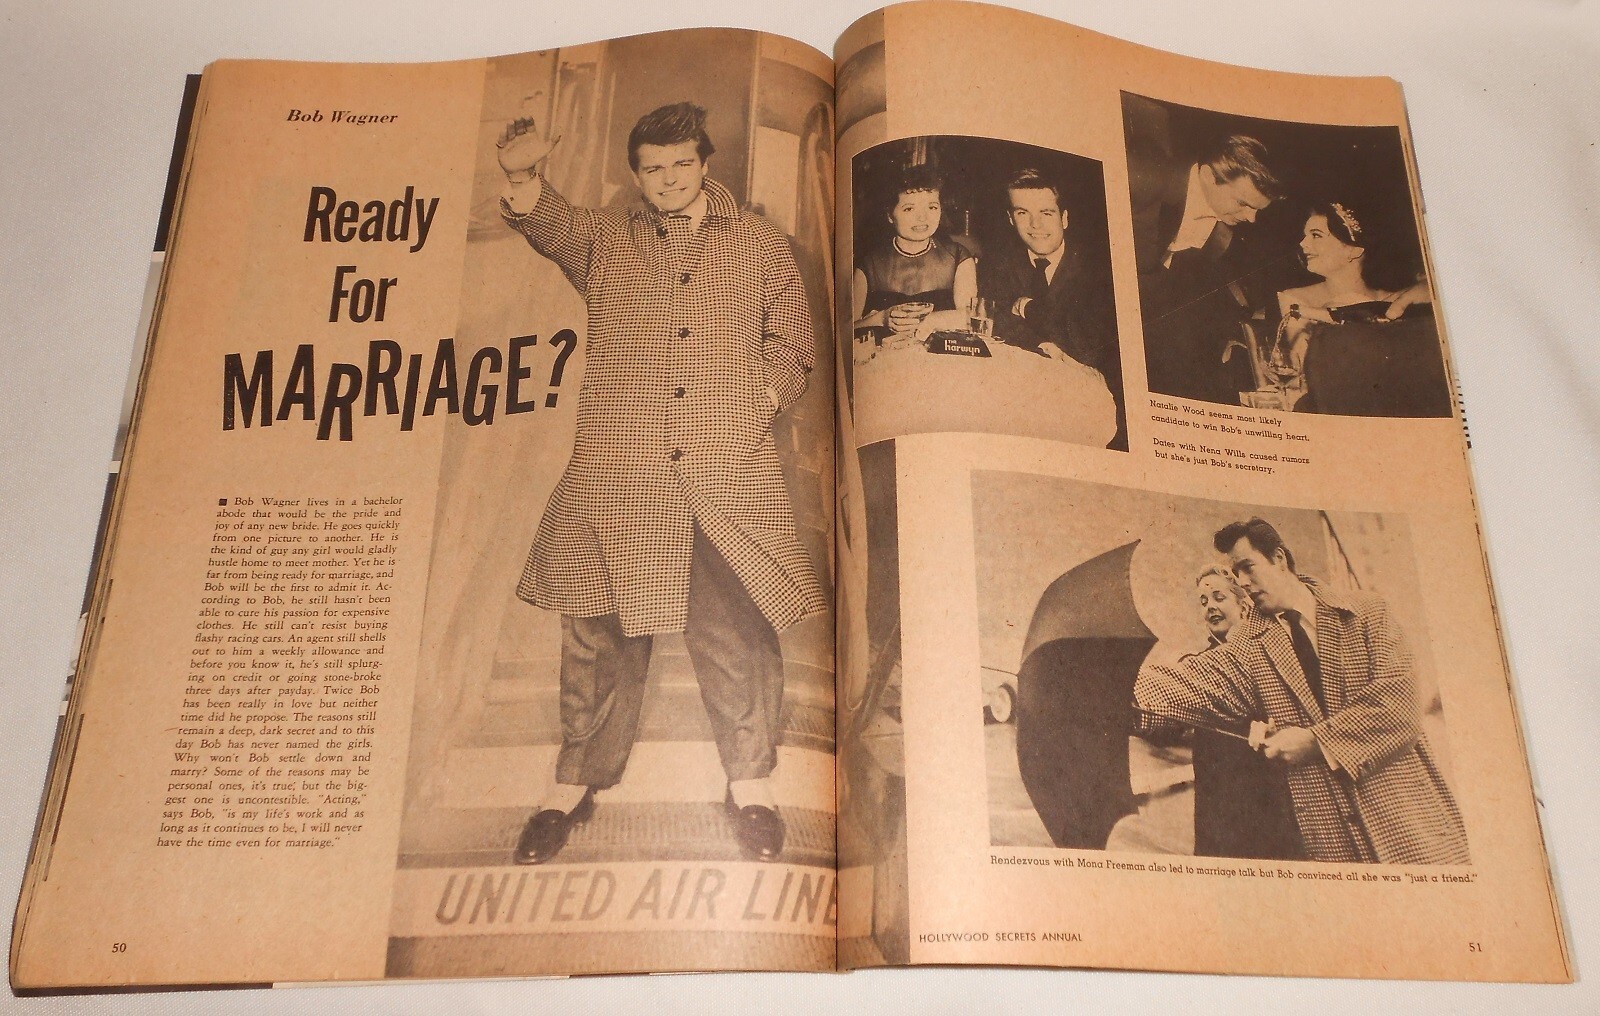 Bob Wagner
Ready
For
MARRIAGE?
■ Bob Wagner lives in a bachelor
abode that would be the pride and
joy of any new bride. He goes quickly
from one picture to another. He is
the kind of guy any girl would gladly
hustle home to meet mother. Yet he is
far from being ready for marriage, and
Bob will be the first to admit it. Ac-
cording to Bob, he still hasn't been
able to cure his passion for expensive
clothes. He still can't resist buying
flashy racing cars. An agent still shells
out to him a weekly allowance and
before you know it, he's still splurg-
ing on credit or going stone-broke
three days after payday. Twice Bob
has been really in love but neither
time did he propose. The reasons still
remain a deep, dark secret and to this
day Bob has never named the girls.
Why won't Bob settle down and
marry? Some of the reasons may be
personal ones, it's true, but the big-
gest one is uncontestible. "Acting,"
says Bob, "is my life's work and as
long as it continues to be, I will never
have the time even for marriage."
UNITED AIR LINE
50
THE
harwyn
Natalie Wood seems most likely
candidate to win Bob's unwilling heart.
Dates with Nena Wills caused rumors
but she's just Bob's secretary.
Rendezvous with Mona Freeman also led to marriage talk but Bob convinced all she was "just a friend."
HOLLYWOOD SECRETS ANNUAL
51